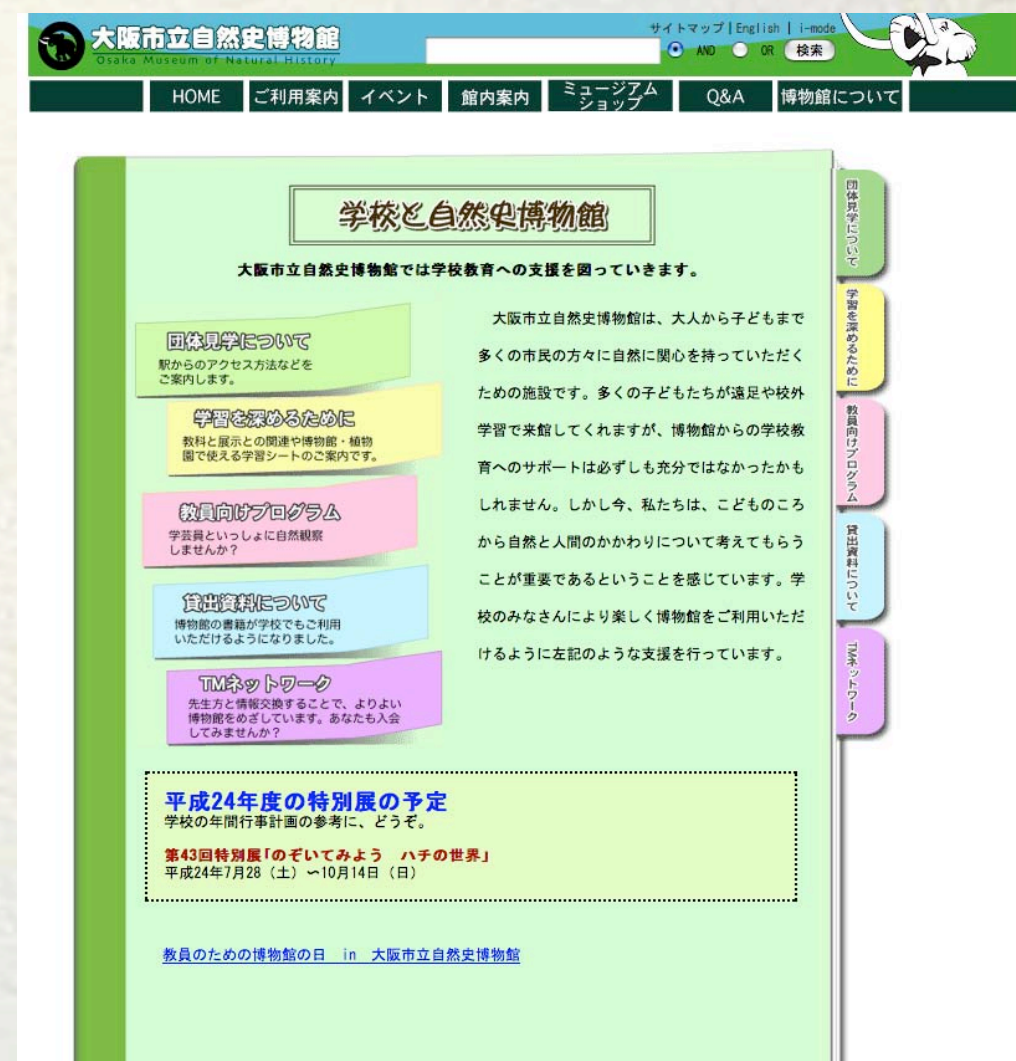 大阪市立自然史博物館
Osaka Museum of Natural History
サイトマップ | English | i-mode
AND OR 検索
HOME ご利用案内 イベント 館内案内 ミュージアムショップ Q&A 博物館について
学校と自然史博物館
大阪市立自然史博物館では学校教育への支援を図っていきます。
団体見学について
駅からのアクセス方法などを
ご案内します。
学習を深めるために
教科と展示との関連や博物館・植物
園で使える学習シートのご案内です。
教員向けプログラム
学芸員といっしょに自然観察
しませんか？
貸出資料について
博物館の書籍が学校でもご利用
いただけるようになりました。
TMネットワーク
先生方と情報交換することで、よりよい
博物館をめざしています。あなたも入会
してみませんか？
大阪市立自然史博物館は、大人から子どもまで
多くの市民の方々に自然に関心を持っていただく
ための施設です。多くの子どもたちが遠足や校外
学習で来館してくれますが、博物館からの学校教
育へのサポートは必ずしも充分ではなかったかも
しれません。しかし今、私たちは、こどものころ
から自然と人間のかかわりについて考えてもらう
ことが重要であるということを感じています。学
校のみなさんにより楽しく博物館をご利用いただ
けるように左記のような支援を行っています。
団体見学について
学習を深めるために
教員向けプログラム
貸出資料について
TMネットワーク
平成24年度の特別展の予定
学校の年間行事計画の参考に、どうぞ。
第43回特別展「のぞいてみよう　ハチの世界」
平成24年7月28（土）〜10月14日（日）
教員のための博物館の日　in　大阪市立自然史博物館